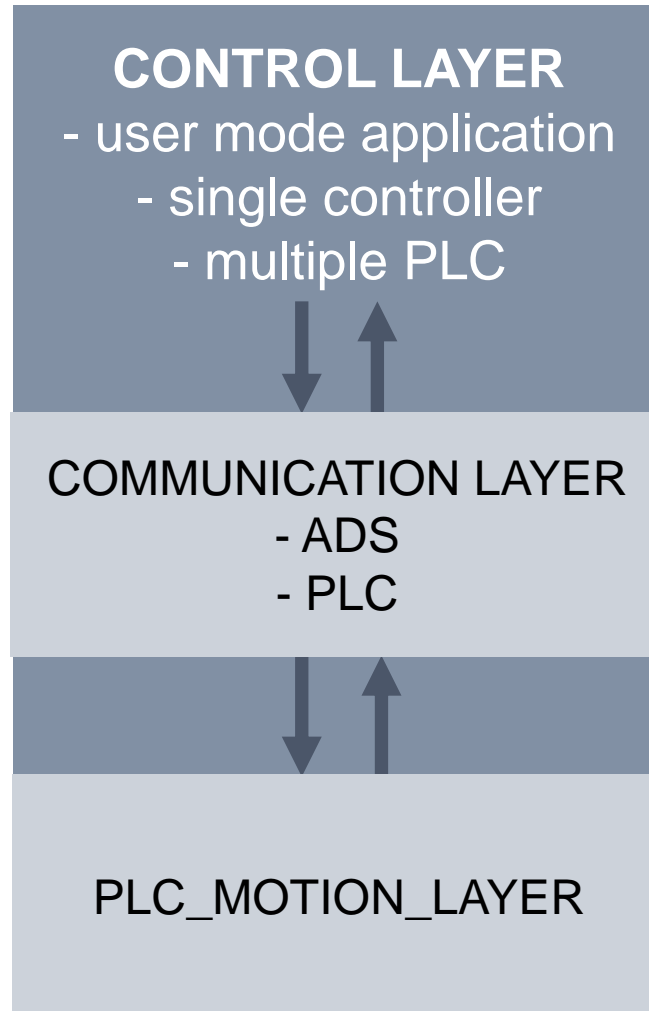 CONTROL LAYER
- user mode application
- single controller
- multiple PLC
COMMUNICATION LAYER
- ADS
- PLC
PLC_MOTION_LAYER